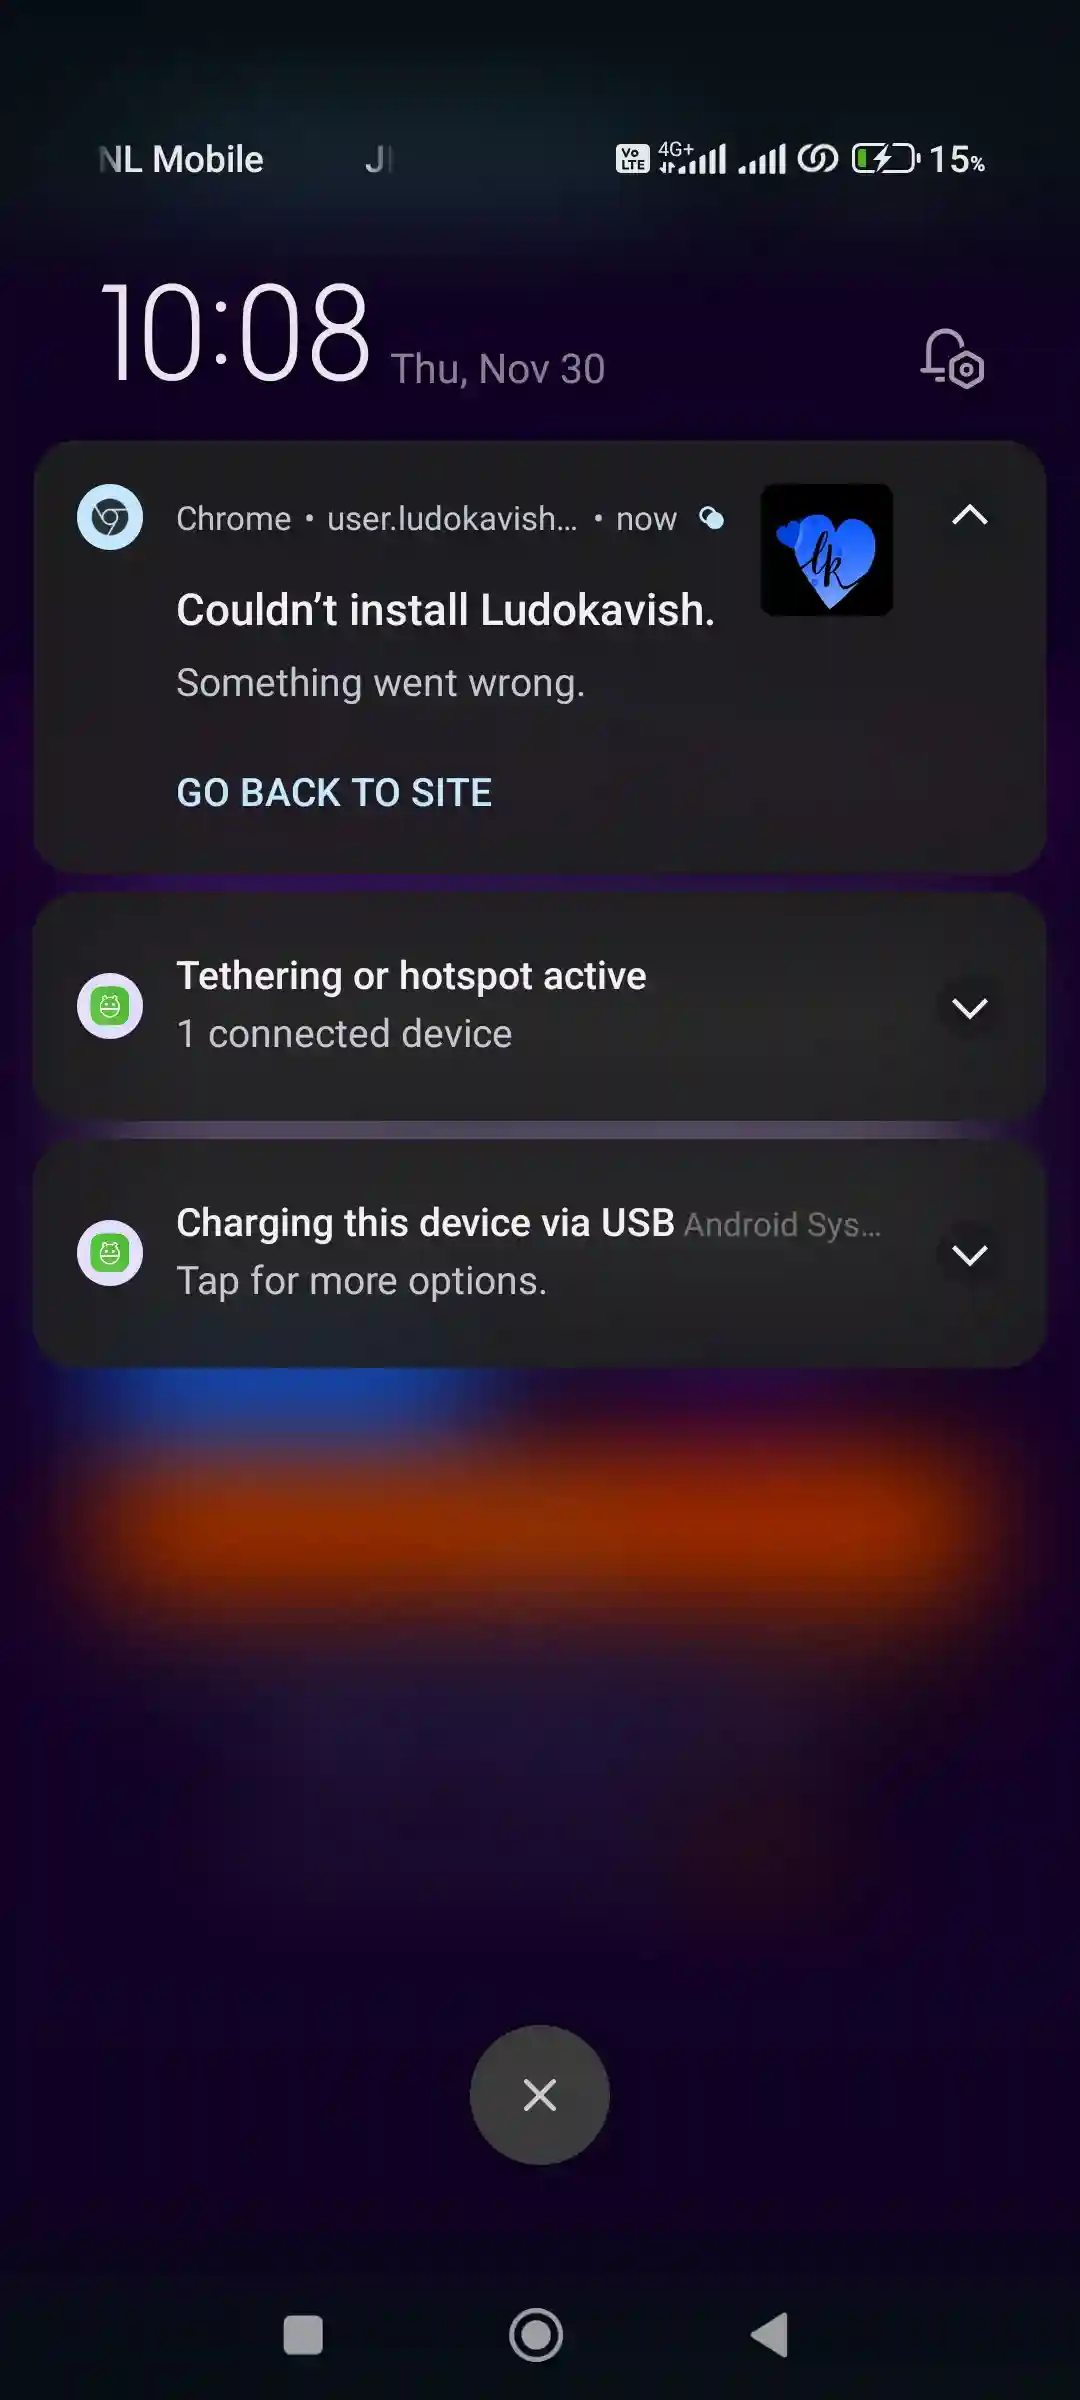 NL Mobile J
Vo LTE 4G+ 15%
10:08 Thu, Nov 30
Chrome • user.ludokavish... • now
lk
Couldn’t install Ludokavish.
Something went wrong.
GO BACK TO SITE
Tethering or hotspot active
1 connected device
Charging this device via USB Android Sys...
Tap for more options.